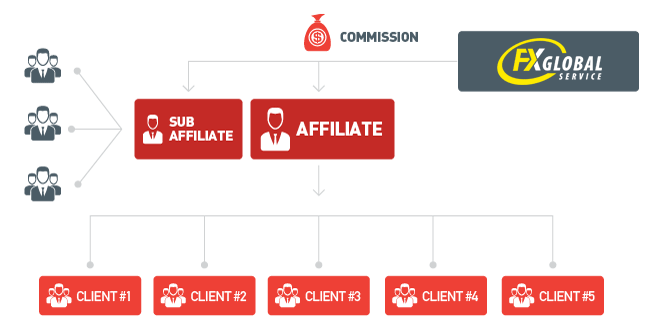 COMMISSION
FXGLOBAL
SERVICE
SUB
AFFILIATE
AFFILIATE
CLIENT #1
CLIENT #2
CLIENT #3
CLIENT #4
CLIENT #5